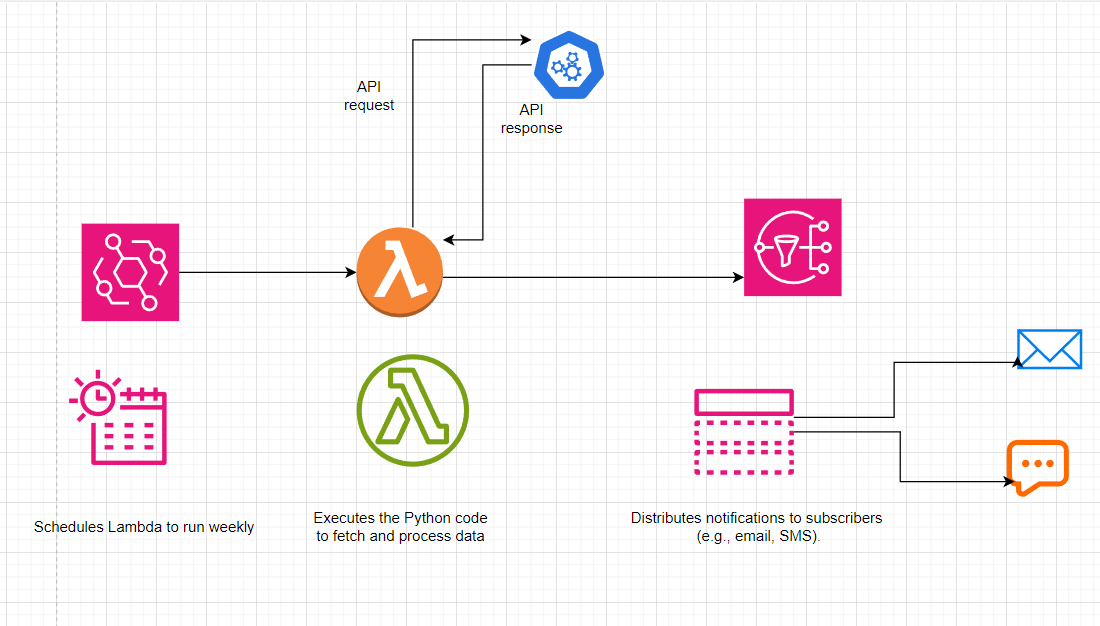 API
request
API
response
Schedules Lambda to run weekly
Executes the Python code
to fetch and process data
Distributes notifications to subscribers
(e.g., email, SMS).